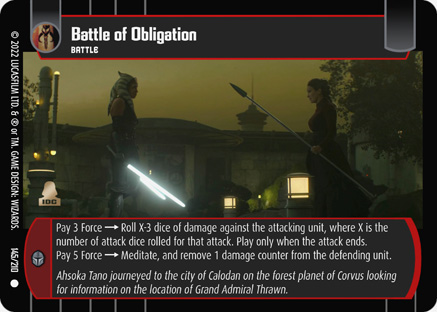 Battle of Obligation
BATTLE
© 2022 LUCASFILM LTD. & ® or TM. GAME DESIGN, WIZARDS.
IDC
145/210
Pay 3 Force → Roll X-3 dice of damage against the attacking unit, where X is the
number of attack dice rolled for that attack. Play only when the attack ends.
Pay 5 Force → Meditate, and remove 1 damage counter from the defending unit.
Ahsoka Tano journeyed to the city of Calodan on the forest planet of Corvus looking
for information on the location of Grand Admiral Thrawn.